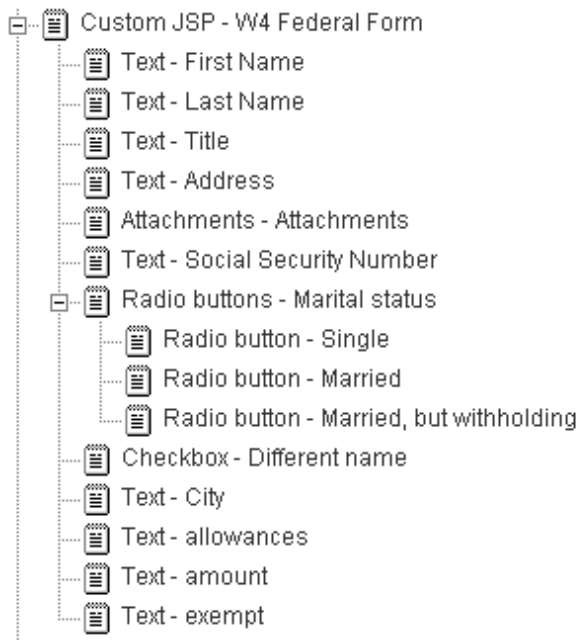 Custom JSP - W4 Federal Form
Text - First Name
Text - Last Name
Text - Title
Text - Address
Attachments - Attachments
Text - Social Security Number
Radio buttons - Marital status
Radio button - Single
Radio button - Married
Radio button - Married, but withholding
Checkbox - Different name
Text - City
Text - allowances
Text - amount
Text - exempt